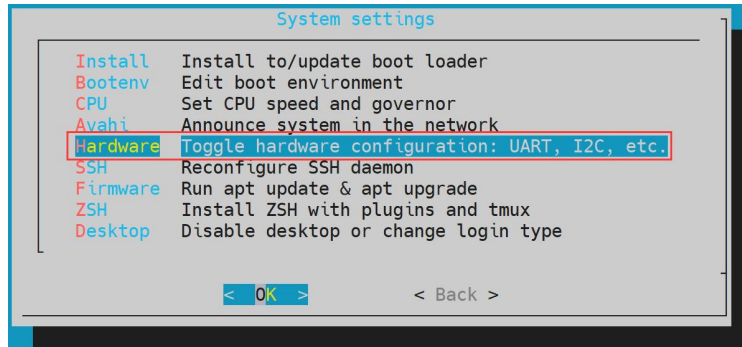 System settings
Install Install to/update boot loader
Bootenv Edit boot environment
CPU Set CPU speed and governor
Avahi Announce system in the network
Hardware Toggle hardware configuration: UART, I2C, etc.
SSH Reconfigure SSH daemon
Firmware Run apt update & apt upgrade
ZSH Install ZSH with plugins and tmux
Desktop Disable desktop or change login type
< OK > < Back >